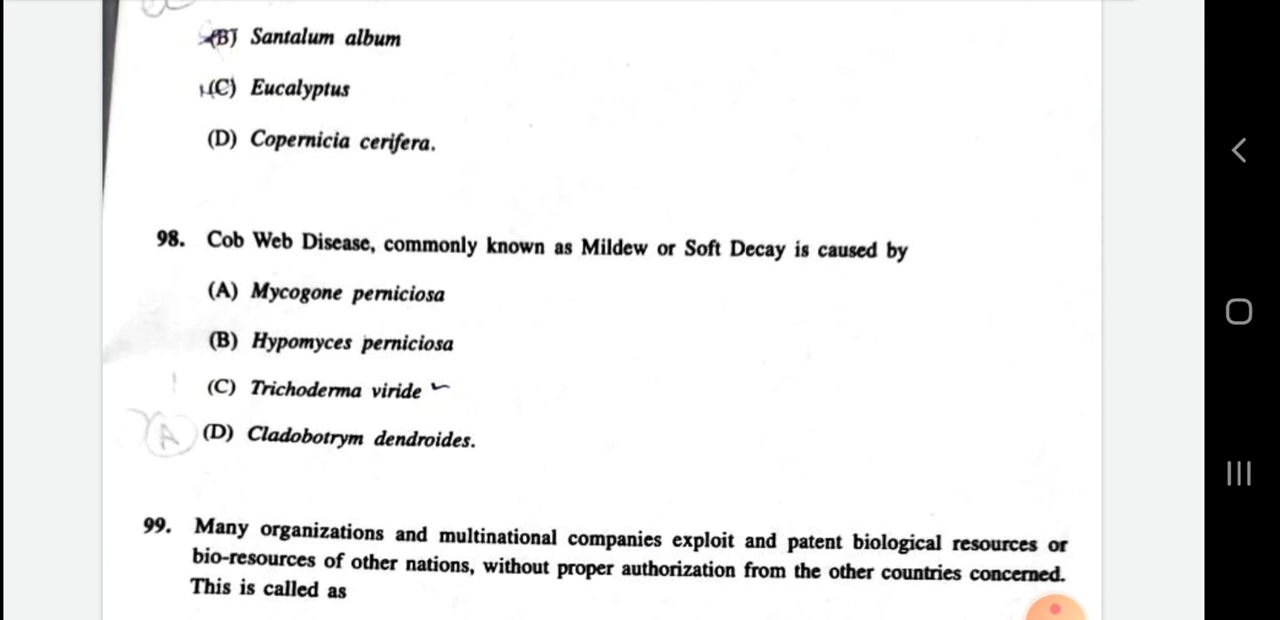 (B) Santalum album
(C) Eucalyptus
(D) Copernicia cerifera.
98. Cob Web Disease, commonly known as Mildew or Soft Decay is caused by
(A) Mycogone perniciosa
(B) Hypomyces perniciosa
(C) Trichoderma viride
A
(D) Cladobotrym dendroides.
99. Many organizations and multinational companies exploit and patent biological resources or
bio-resources of other nations, without proper authorization from the other countries concerned.
This is called as